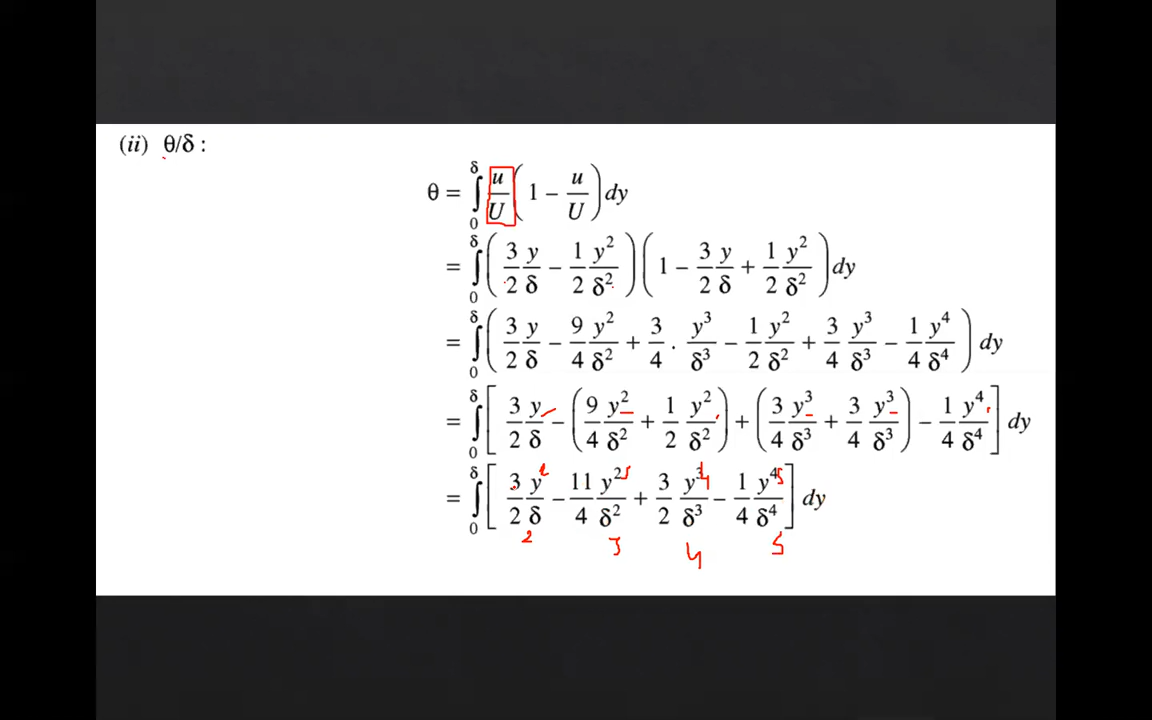 (ii) θ/δ :
θ = ∫₀^δ u/U (1 − u/U) dy
= ∫₀^δ (3/2 y/δ − 1/2 y²/δ²) (1 − 3/2 y/δ + 1/2 y²/δ²) dy
= ∫₀^δ (3/2 y/δ − 9/4 y²/δ² + 3/4 . y³/δ³ − 1/2 y²/δ² + 3/4 y³/δ³ − 1/4 y⁴/δ⁴) dy
= ∫₀^δ [3/2 y/δ − (9/4 y²/δ² + 1/2 y²/δ²) + (3/4 y³/δ³ + 3/4 y³/δ³) − 1/4 y⁴/δ⁴] dy
= ∫₀^δ [3/2 y/δ − 11/4 y²/δ² + 3/2 y³/δ³ − 1/4 y⁴/δ⁴] dy
2 3 4 5